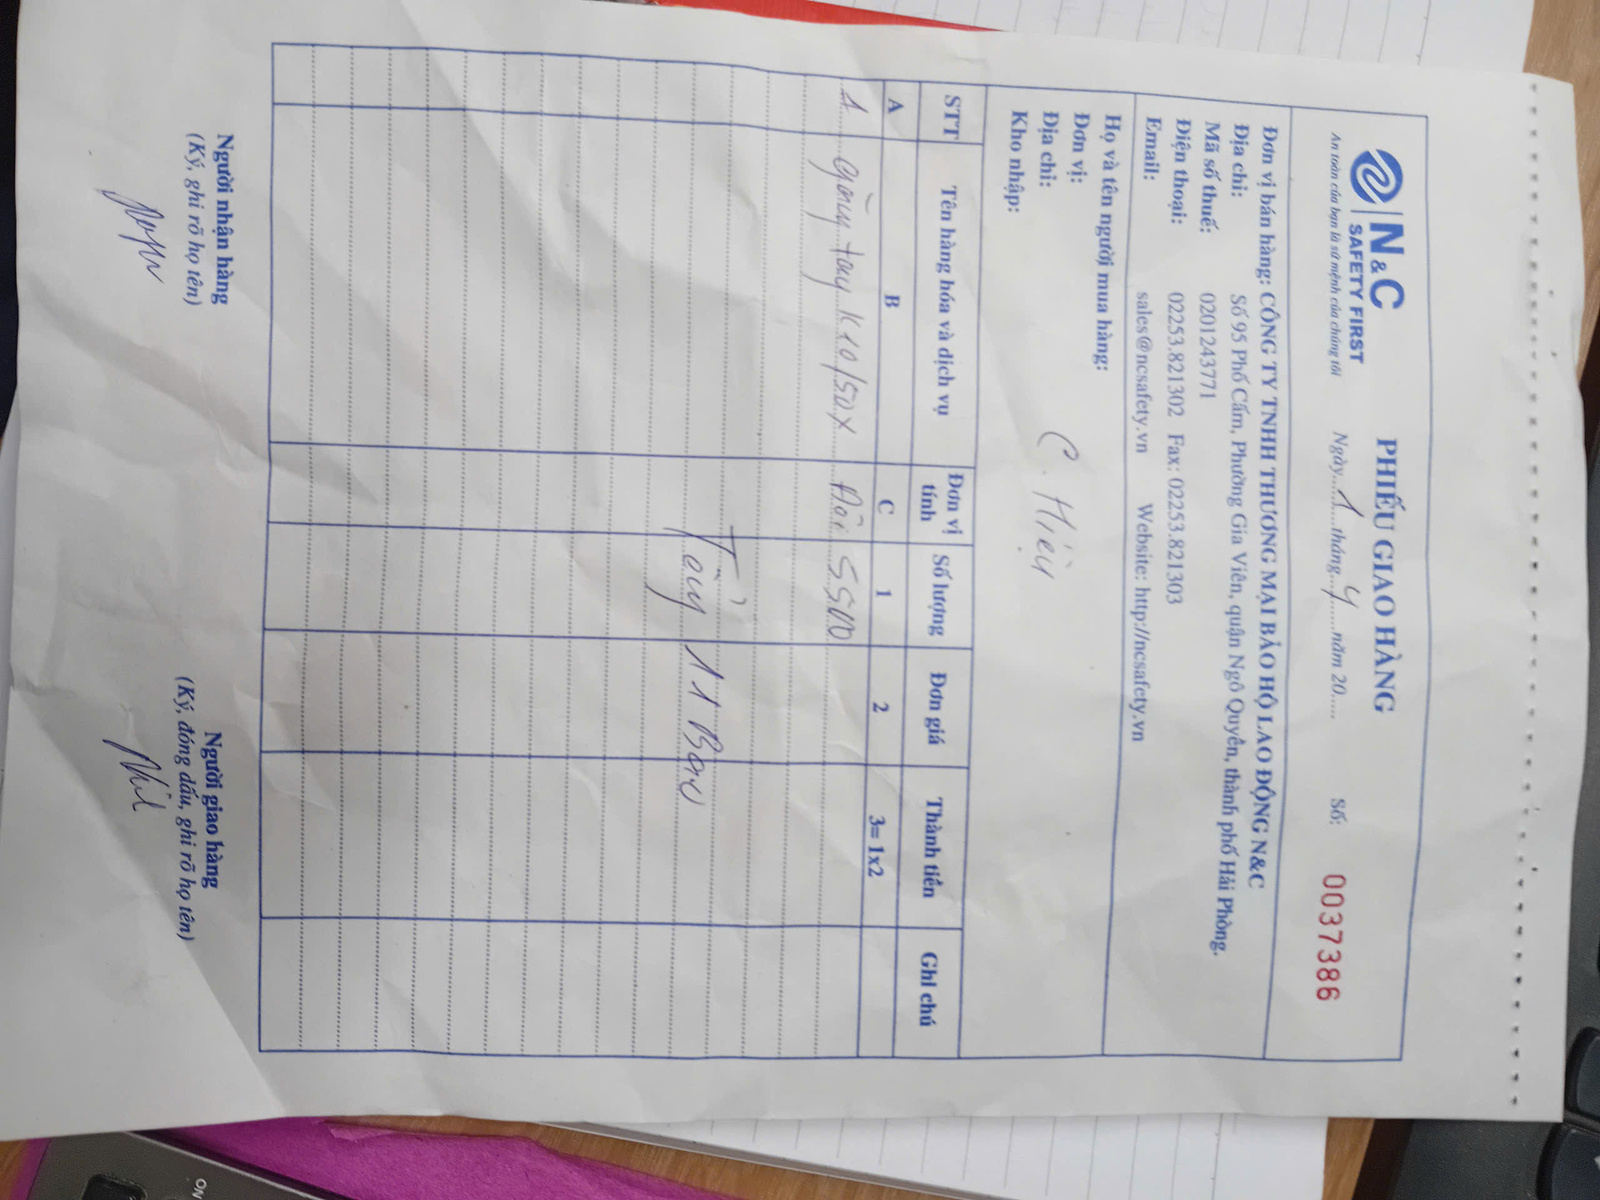 N&C
SAFETY FIRST
An toàn của bạn là sứ mệnh của chúng tôi
PHIẾU GIAO HÀNG
Ngày...1...tháng...4...năm 20..... Số: 0037386
Đơn vị bán hàng: CÔNG TY TNHH THƯƠNG MẠI BẢO HỘ LAO ĐỘNG N&C
Địa chỉ: Số 95 Phố Cấm, Phường Gia Viên, quận Ngô Quyền, thành phố Hải Phòng.
Mã số thuế: 0201243771
Điện thoại: 02253.821302 Fax: 02253.821303
Email: sales@ncsafety.vn Website: http://ncsafety.vn
Họ và tên người mua hàng:
Đơn vị: C. Hiệu
Địa chỉ:
Kho nhập:
STT Tên hàng hóa và dịch vụ Đơn vị tính Số lượng Đơn giá Thành tiền Ghi chú
A B C 1 2 3= 1x2
1 găng tay K10/50X Đôi 5500
11 Bao
Người nhận hàng Người giao hàng
(Ký, ghi rõ họ tên) (Ký, đóng dấu, ghi rõ họ tên)
ON